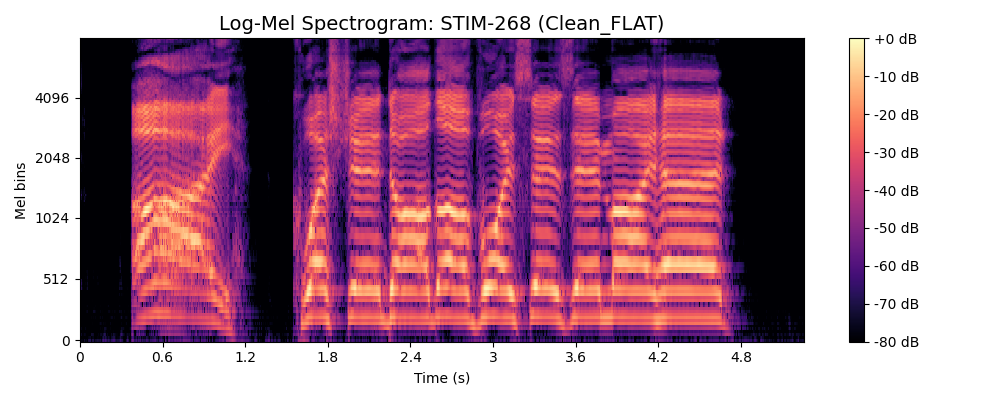 Log-Mel Spectrogram: STIM-268 (Clean_FLAT)
Mel bins
4096
2048
1024
512
0
0 0.6 1.2 1.8 2.4 3 3.6 4.2 4.8
Time (s)
+0 dB
-10 dB
-20 dB
-30 dB
-40 dB
-50 dB
-60 dB
-70 dB
-80 dB